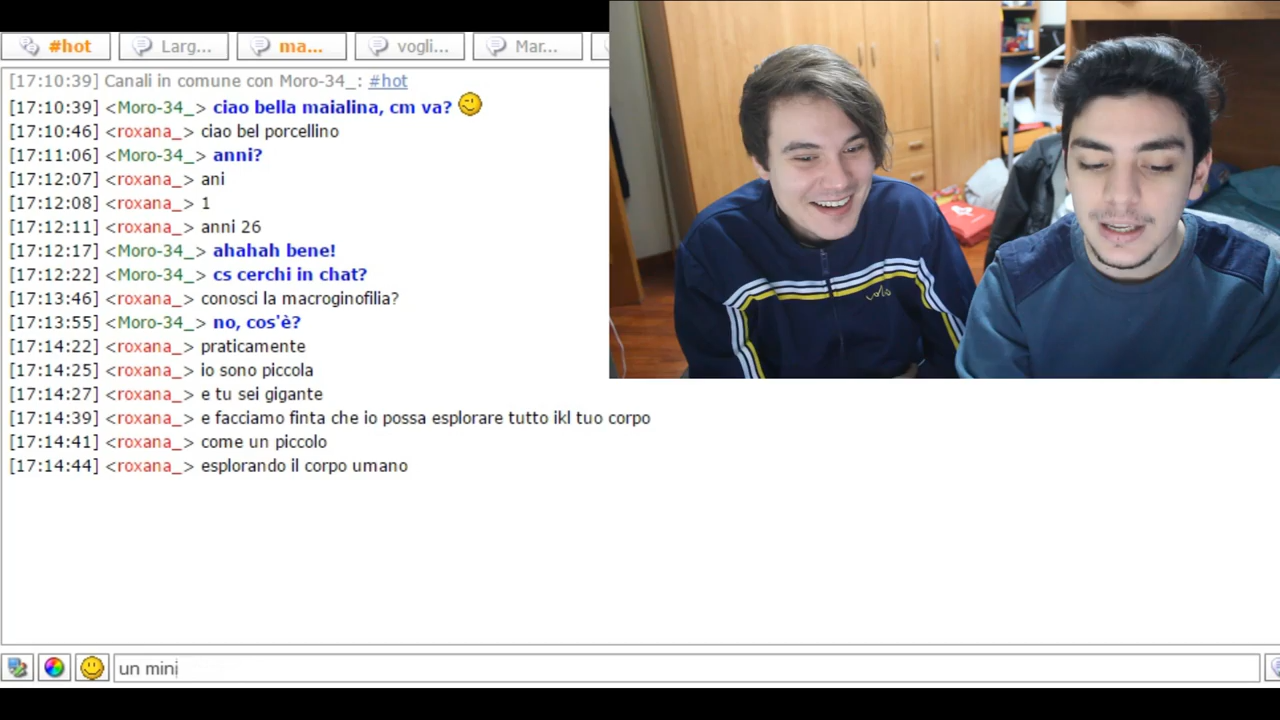 #hot
Larg...
ma...
vogli...
Mar...
[17:10:39] Canali in comune con Moro-34_: #hot
[17:10:39] <Moro-34_> ciao bella maialina, cm va?
[17:10:46] <roxana_> ciao bel porcellino
[17:11:06] <Moro-34_> anni?
[17:12:07] <roxana_> ani
[17:12:08] <roxana_> 1
[17:12:11] <roxana_> anni 26
[17:12:17] <Moro-34_> ahahah bene!
[17:12:22] <Moro-34_> cs cerchi in chat?
[17:13:46] <roxana_> conosci la macroginofilia?
[17:13:55] <Moro-34_> no, cos'è?
[17:14:22] <roxana_> praticamente
[17:14:25] <roxana_> io sono piccola
[17:14:27] <roxana_> e tu sei gigante
[17:14:39] <roxana_> e facciamo finta che io possa esplorare tutto ikl tuo corpo
[17:14:41] <roxana_> come un piccolo
[17:14:44] <roxana_> esplorando il corpo umano
un mini